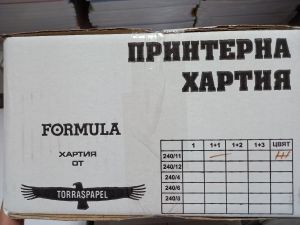 ПРИНТЕРНА
ХАРТИЯ
FORMULA
ХАРТИЯ
ОТ
TORRASPAPEL
1 1+1 1+2 1+3 ЦВЯТ
240/11
240/12
240/4
240/6
240/8